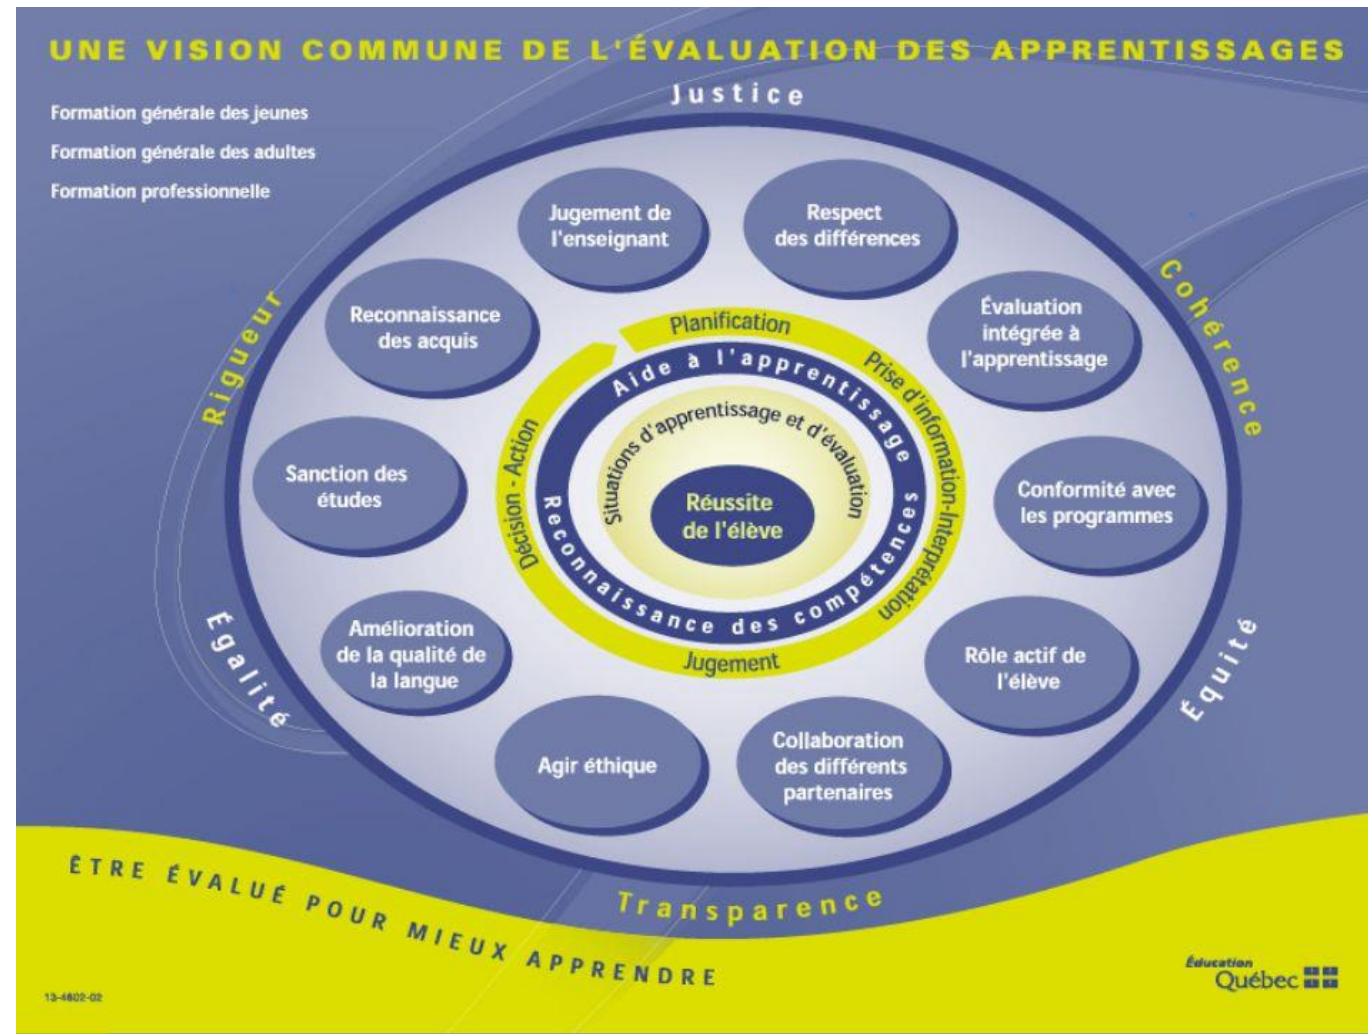 UNE VISION COMMUNE DE L'ÉVALUATION DES APPRENTISSAGES
Formation générale des jeunes
Formation générale des adultes
Formation professionnelle
Justice
Cohérence
Équité
Transparence
Égalité
Rigueur
Jugement de
l'enseignant
Respect
des différences
Évaluation
intégrée à
l'apprentissage
Conformité avec
les programmes
Rôle actif de
l'élève
Collaboration
des différents
partenaires
Agir éthique
Amélioration
de la qualité de
la langue
Sanction des
études
Reconnaissance
des acquis
Planification
Prise d'information-Interprétation
Jugement
Décision - Action
Aide à l'apprentissage
Reconnaissance des compétences
Situations d'apprentissage et d'évaluation
Réussite
de l'élève
ÊTRE ÉVALUÉ POUR MIEUX APPRENDRE
13-4602-02
Éducation
Québec